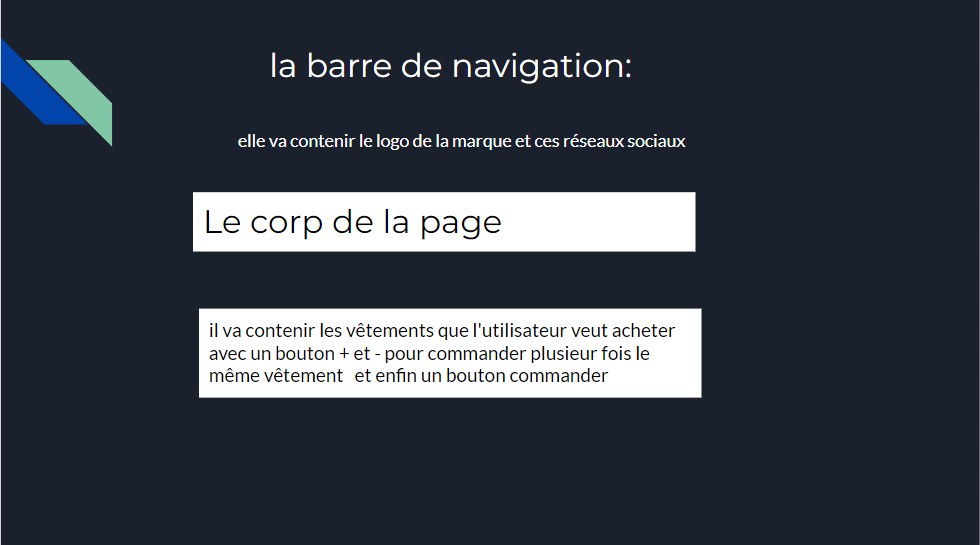 la barre de navigation:
elle va contenir le logo de la marque et ces réseaux sociaux
Le corp de la page
il va contenir les vêtements que l'utilisateur veut acheter
avec un bouton + et - pour commander plusieur fois le
même vêtement et enfin un bouton commander